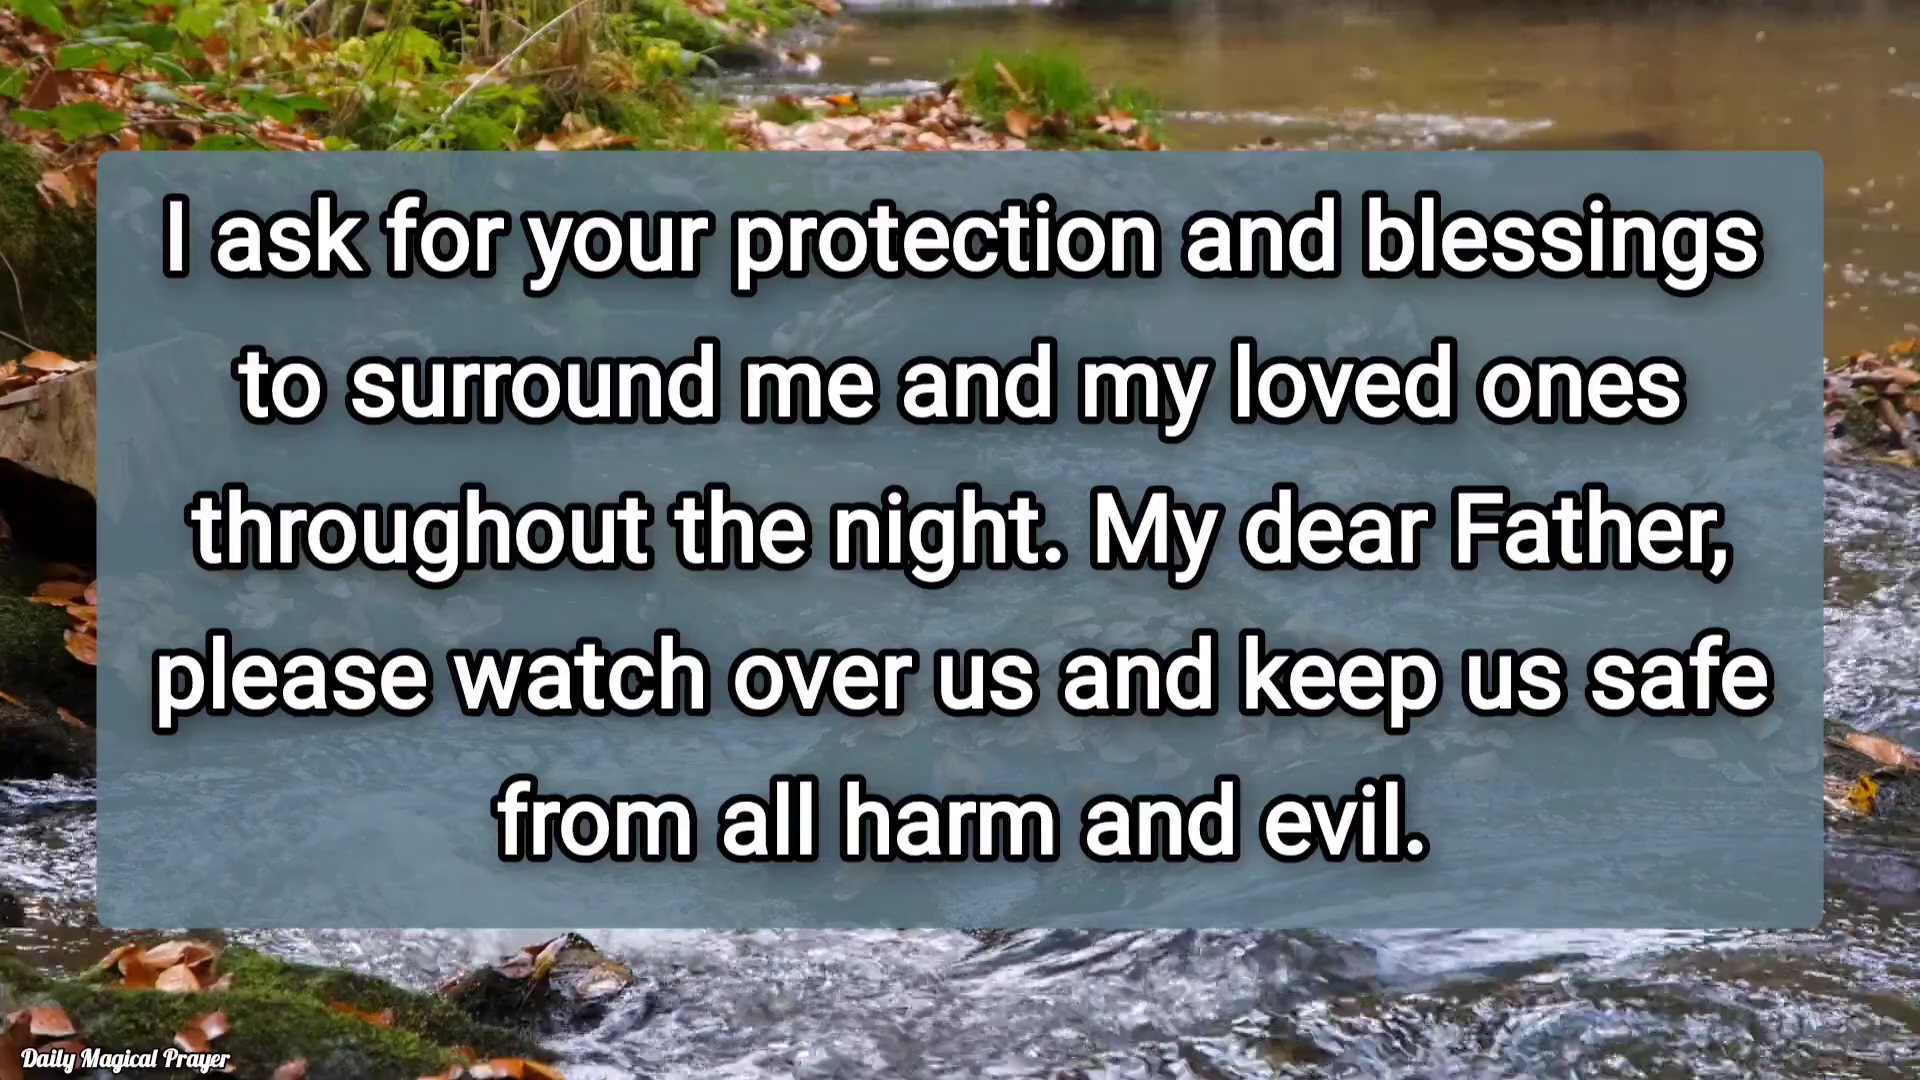 I ask for your protection and blessings
to surround me and my loved ones
throughout the night. My dear Father,
please watch over us and keep us safe
from all harm and evil.
Daily Magical Prayer